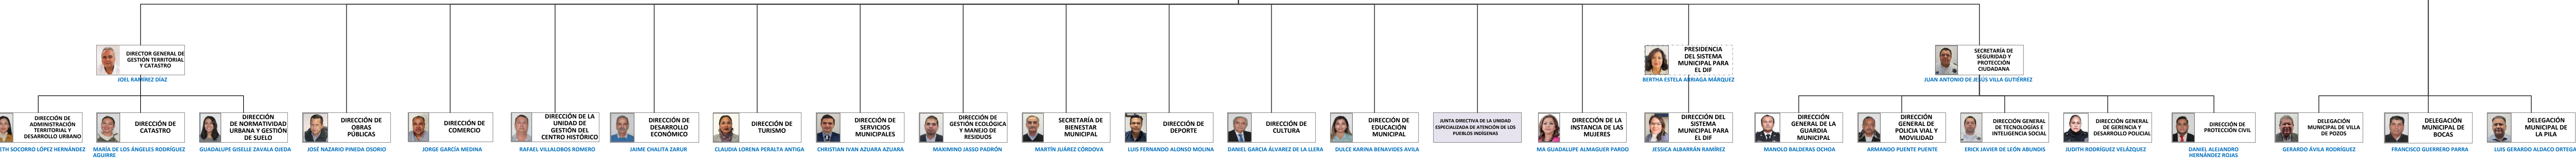 DIRECTOR GENERAL DE
GESTIÓN TERRITORIAL
Y CATASTRO
JOEL RAMÍREZ DÍAZ
PRESIDENCIA
DEL SISTEMA
MUNICIPAL PARA
EL DIF
BERTHA ESTELA ARRIAGA MÁRQUEZ
SECRETARÍA DE
SEGURIDAD Y
PROTECCIÓN
CIUDADANA
JUAN ANTONIO DE JESÚS VILLA GUTIÉRREZ
DIRECCIÓN DE
ADMINISTRACIÓN
TERRITORIAL Y
DESARROLLO URBANO
ETH SOCORRO LÓPEZ HERNÁNDEZ
DIRECCIÓN DE
CATASTRO
MARÍA DE LOS ÁNGELES RODRÍGUEZ
AGUIRRE
DIRECCIÓN
DE NORMATIVIDAD
URBANA Y GESTIÓN
DE SUELO
GUADALUPE GISELLE ZAVALA OJEDA
DIRECCIÓN DE
OBRAS
PÚBLICAS
JOSÉ NAZARIO PINEDA OSORIO
DIRECCIÓN DE
COMERCIO
JORGE GARCÍA MEDINA
DIRECCIÓN DE LA
UNIDAD DE
GESTIÓN DEL
CENTRO HISTÓRICO
RAFAEL VILLALOBOS ROMERO
DIRECCIÓN DE
DESARROLLO
ECONÓMICO
JAIME CHALITA ZARUR
DIRECCIÓN DE
TURISMO
CLAUDIA LORENA PERALTA ANTIGA
DIRECCIÓN DE
SERVICIOS
MUNICIPALES
CHRISTIAN IVAN AZUARA AZUARA
DIRECCIÓN DE
GESTIÓN ECOLÓGICA
Y MANEJO DE
RESIDUOS
MAXIMINO JASSO PADRÓN
SECRETARÍA DE
BIENESTAR
MUNICIPAL
MARTÍN JUÁREZ CÓRDOVA
DIRECCIÓN DE
DEPORTE
LUIS FERNANDO ALONSO MOLINA
DIRECCIÓN DE
CULTURA
DANIEL GARCIA ÁLVAREZ DE LA LLERA
DIRECCIÓN DE
EDUCACIÓN
MUNICIPAL
DULCE KARINA BENAVIDES AVILA
JUNTA DIRECTIVA DE LA UNIDAD
ESPECIALIZADA DE ATENCIÓN DE LOS
PUEBLOS INDÍGENAS
DIRECCIÓN DE LA
INSTANCIA DE LAS
MUJERES
MA GUADALUPE ALMAGUER PARDO
DIRECCIÓN DEL
SISTEMA
MUNICIPAL PARA
EL DIF
JESSICA ALBARRÁN RAMÍREZ
DIRECCIÓN
GENERAL DE LA
GUARDIA
MUNICIPAL
MANOLO BALDERAS OCHOA
DIRECCIÓN
GENERAL DE
POLICIA VIAL Y
MOVILIDAD
ARMANDO PUENTE PUENTE
DIRECCIÓN GENERAL
DE TECNOLOGÍAS E
INTELIGENCIA SOCIAL
ERICK JAVIER DE LEÓN ABUNDIS
DIRECCIÓN GENERAL
DE GERENCIA Y
DESARROLLO POLICIAL
JUDITH RODRÍGUEZ VELÁZQUEZ
DIRECCIÓN DE
PROTECCIÓN CIVIL
DANIEL ALEJANDRO
HERNÁNDEZ ROJAS
DELEGACIÓN
MUNICIPAL DE VILLA
DE POZOS
GERARDO ÁVILA RODRÍGUEZ
DELEGACIÓN
MUNICIPAL DE
BOCAS
FRANCISCO GUERRERO PARRA
DELEGACIÓN
MUNICIPAL DE
LA PILA
LUIS GERARDO ALDACO ORTEGA